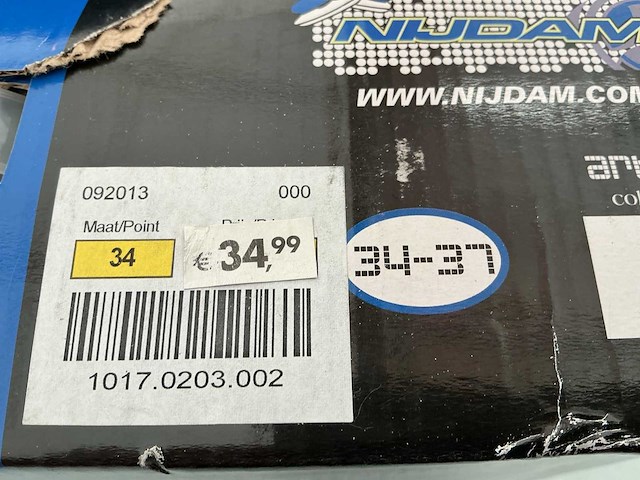 NIJDAM
WWW.NIJDAM.COM
092013 000
Maat/Point
34 € 34,99
34-37
1017.0203.002